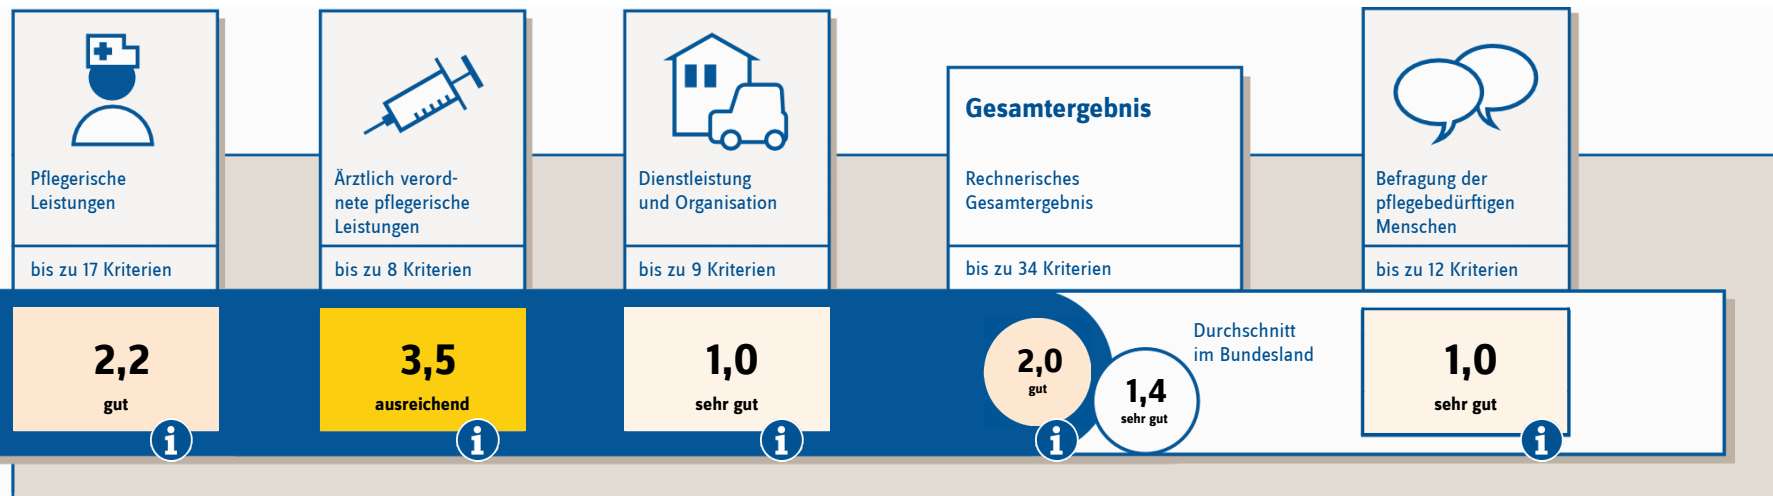 Pflegerische
Leistungen
bis zu 17 Kriterien
2,2
gut
i
Ärztlich verord-
nete pflegerische
Leistungen
bis zu 8 Kriterien
3,5
ausreichend
i
Dienstleistung
und Organisation
bis zu 9 Kriterien
1,0
sehr gut
i
Gesamtergebnis
Rechnerisches
Gesamtergebnis
bis zu 34 Kriterien
2,0
gut
i
1,4
sehr gut
Durchschnitt
im Bundesland
Befragung der
pflegebedürftigen
Menschen
bis zu 12 Kriterien
1,0
sehr gut
i